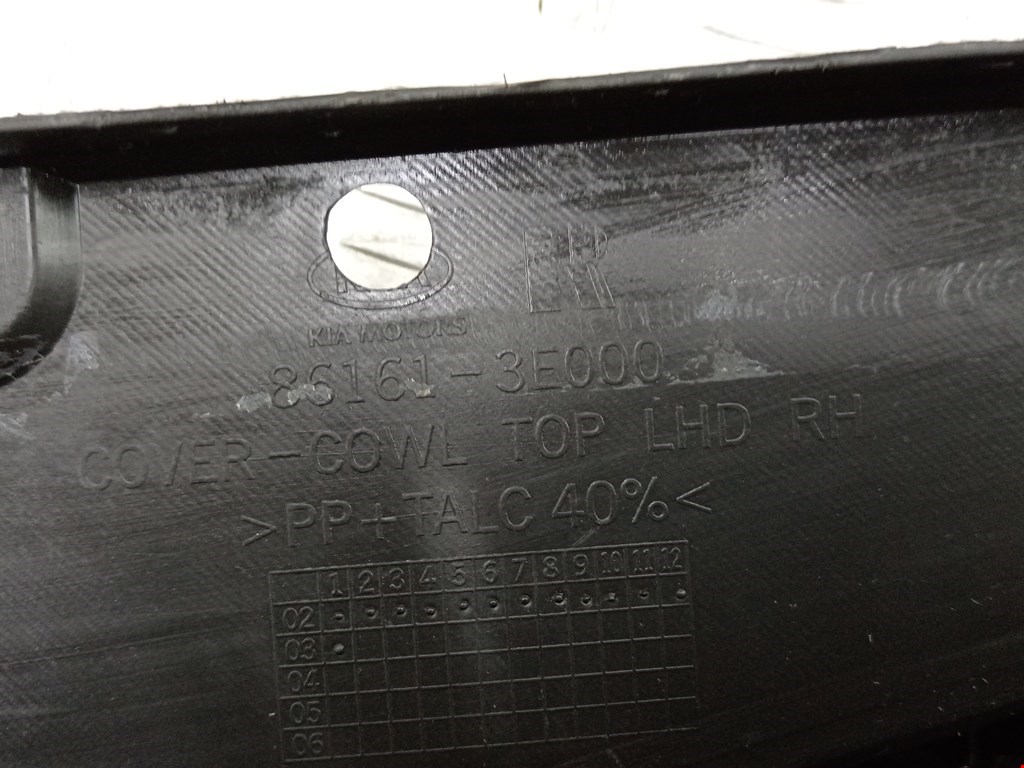 KIA MOTORS
86161-3E000
COVER-COWL TOP LHD RH
>PP+TALC 40%<
1 2 3 4 5 6 7 8 9 10 11 12
02
03
04
05
06